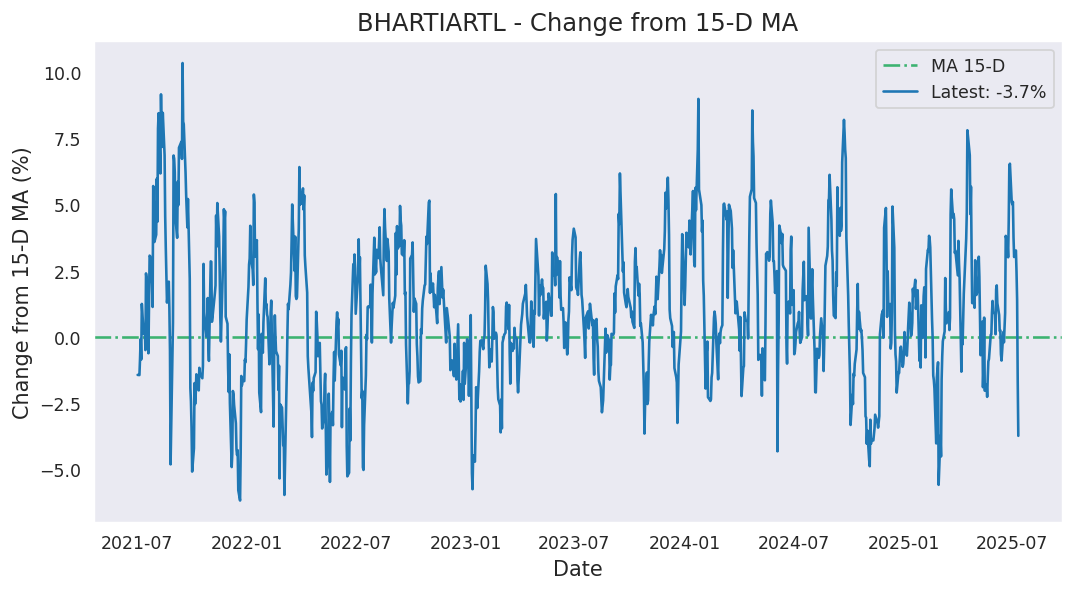 BHARTIARTL - Change from 15-D MA
MA 15-D
Latest: -3.7%
Change from 15-D MA (%)
10.0
7.5
5.0
2.5
0.0
−2.5
−5.0
2021-07 2022-01 2022-07 2023-01 2023-07 2024-01 2024-07 2025-01 2025-07
Date